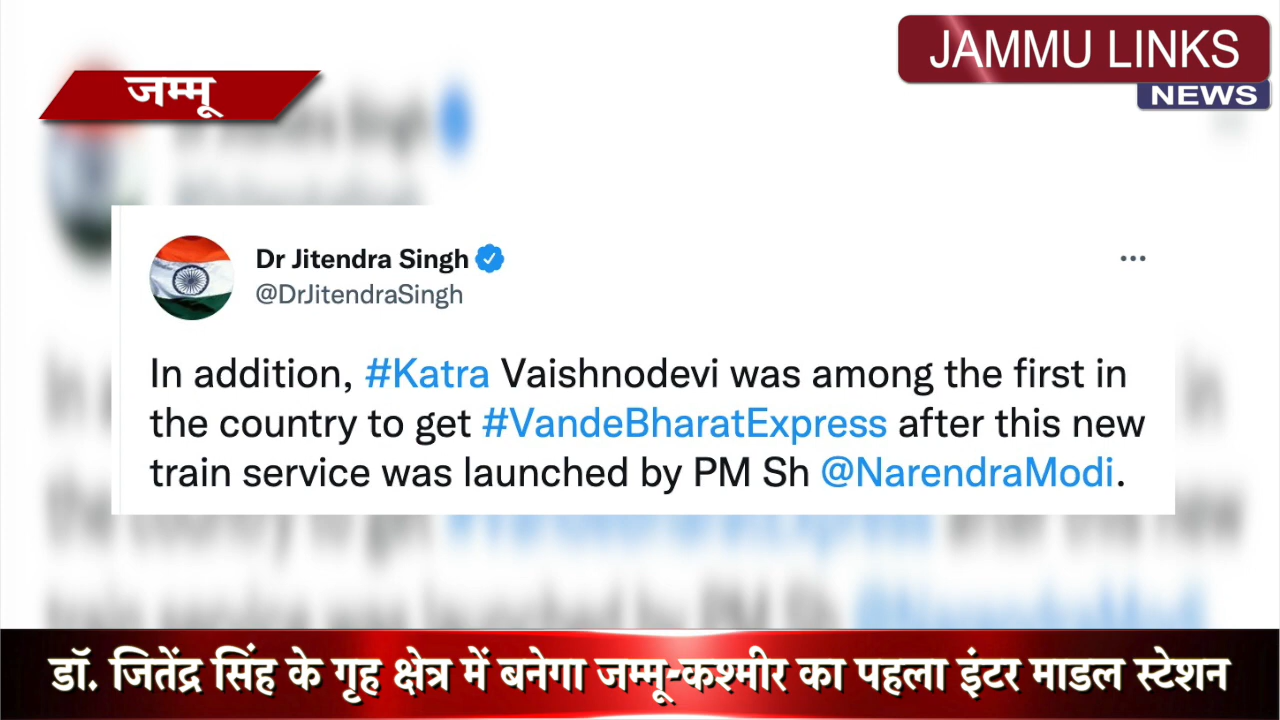 JAMMU LINKS
NEWS
जम्मू
Dr Jitendra Singh
@DrJitendraSingh
In addition, #Katra Vaishnodevi was among the first in
the country to get #VandeBharatExpress after this new
train service was launched by PM Sh @NarendraModi.
डॉ. जितेंद्र सिंह के गृह क्षेत्र में बनेगा जम्मू-कश्मीर का पहला इंटर माडल स्टेशन